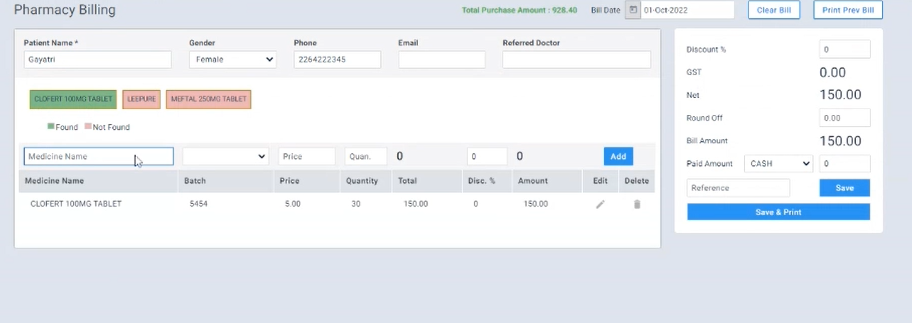 Pharmacy Billing
Total Purchase Amount : 928.40 Bill Date 01-Oct-2022 Clear Bill Print Prev Bill
Patient Name * Gender Phone Email Referred Doctor
Gayatri Female 2264222345
CLOFERT 100MG TABLET LEEPURE MEFTAL 250MG TABLET
Found Not Found
Medicine Name Price Quan. 0 0 0 Add
Medicine Name Batch Price Quantity Total Disc. % Amount Edit Delete
CLOFERT 100MG TABLET 5454 5.00 30 150.00 0 150.00
Discount % 0
GST 0.00
Net 150.00
Round Off 0.00
Bill Amount 150.00
Paid Amount CASH 0
Reference Save
Save & Print